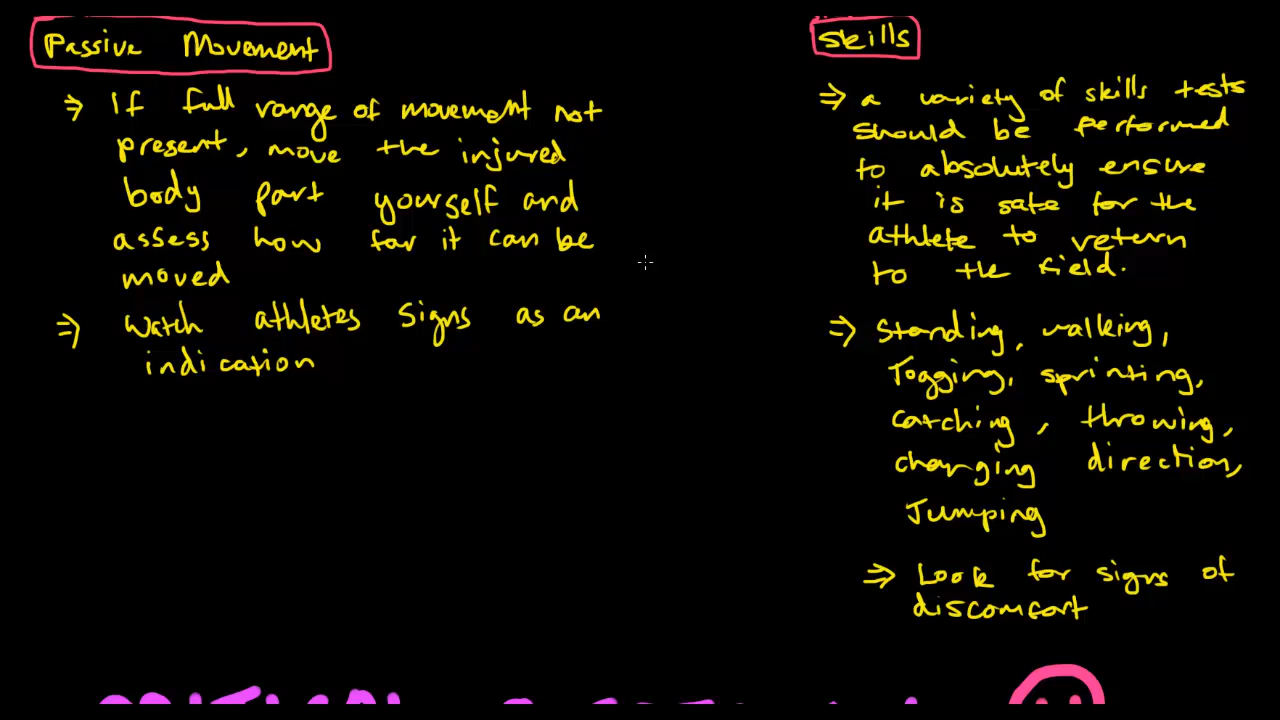 Passive Movement
⇒ If full range of movement not
present, move the injured
body part yourself and
assess how far it can be
moved
⇒ Watch athletes signs as an
indication
Skills
⇒ a variety of skills tests
should be performed
to absolutely ensure
it is safe for the
athlete to return
to the field.
⇒ Standing, walking,
Jogging, sprinting,
catching, throwing,
changing direction,
Jumping
⇒ Look for signs of
discomfort